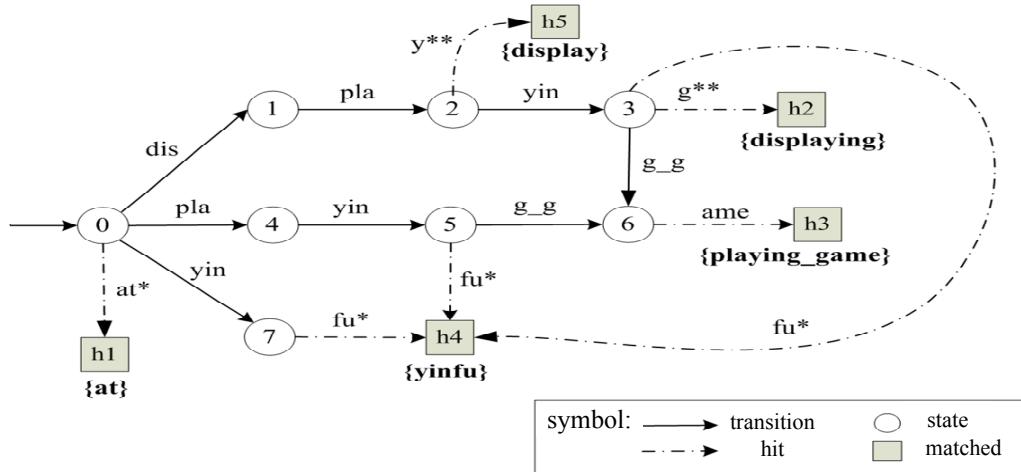 h5
y**
{display}
1
pla
2
yin
3
g**
h2
{displaying}
dis
g_g
0
pla
4
yin
5
g_g
6
ame
h3
{playing_game}
yin
at*
fu*
7
fu*
h4
fu*
h1
{at}
{yinfu}
symbol:
transition
state
hit
matched